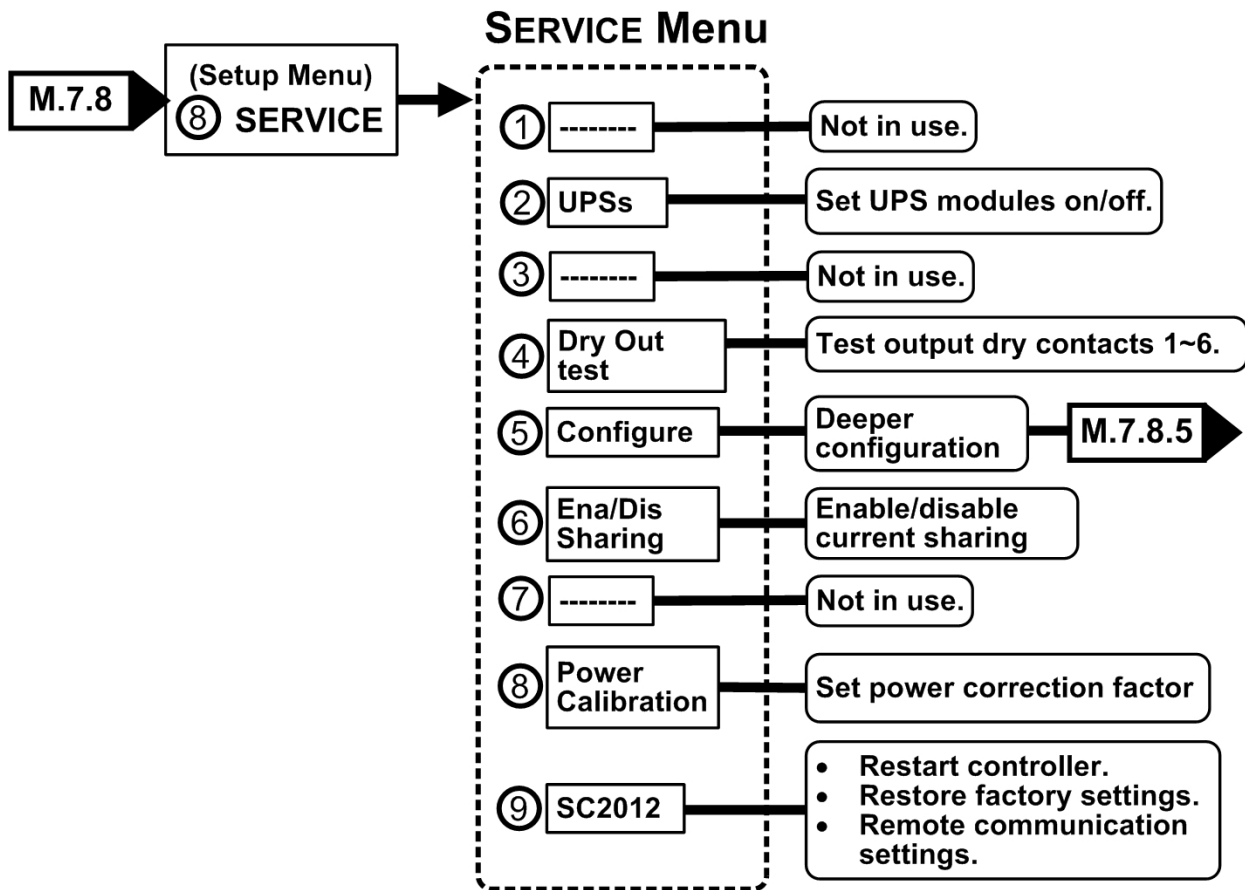 SERVICE Menu
M.7.8
(Setup Menu)
8 SERVICE
1 -------- Not in use.
2 UPSs Set UPS modules on/off.
3 -------- Not in use.
4 Dry Out
test
Test output dry contacts 1~6.
5 Configure
Deeper
configuration
M.7.8.5
6 Ena/Dis
Sharing
Enable/disable
current sharing
7 -------- Not in use.
8 Power
Calibration
Set power correction factor
9 SC2012
• Restart controller.
• Restore factory settings.
• Remote communication
settings.